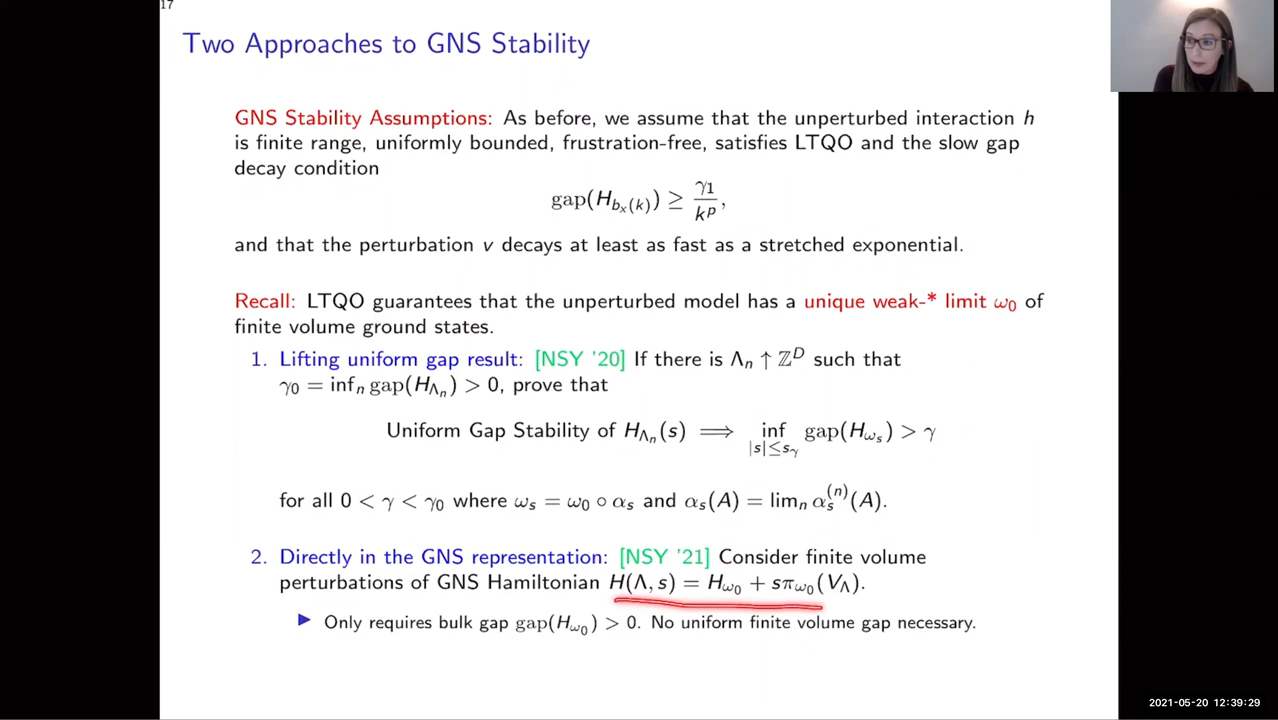 17
Two Approaches to GNS Stability
GNS Stability Assumptions: As before, we assume that the unperturbed interaction h
is finite range, uniformly bounded, frustration-free, satisfies LTQO and the slow gap
decay condition
gap(H_{b_x(k)}) ≥ γ_1/k^p,
and that the perturbation v decays at least as fast as a stretched exponential.
Recall: LTQO guarantees that the unperturbed model has a unique weak-* limit ω_0 of
finite volume ground states.
1. Lifting uniform gap result: [NSY '20] If there is Λ_n ↑ ℤ^D such that
γ_0 = inf_n gap(H_{Λ_n}) > 0, prove that
Uniform Gap Stability of H_{Λ_n}(s) ⟹ inf_{|s|≤s_γ} gap(H_{ω_s}) > γ
for all 0 < γ < γ_0 where ω_s = ω_0 ∘ α_s and α_s(A) = lim_n α_s^{(n)}(A).
2. Directly in the GNS representation: [NSY '21] Consider finite volume
perturbations of GNS Hamiltonian H(Λ, s) = H_{ω_0} + sπ_{ω_0}(V_Λ).
▶ Only requires bulk gap gap(H_{ω_0}) > 0. No uniform finite volume gap necessary.
2021-05-20 12:39:29